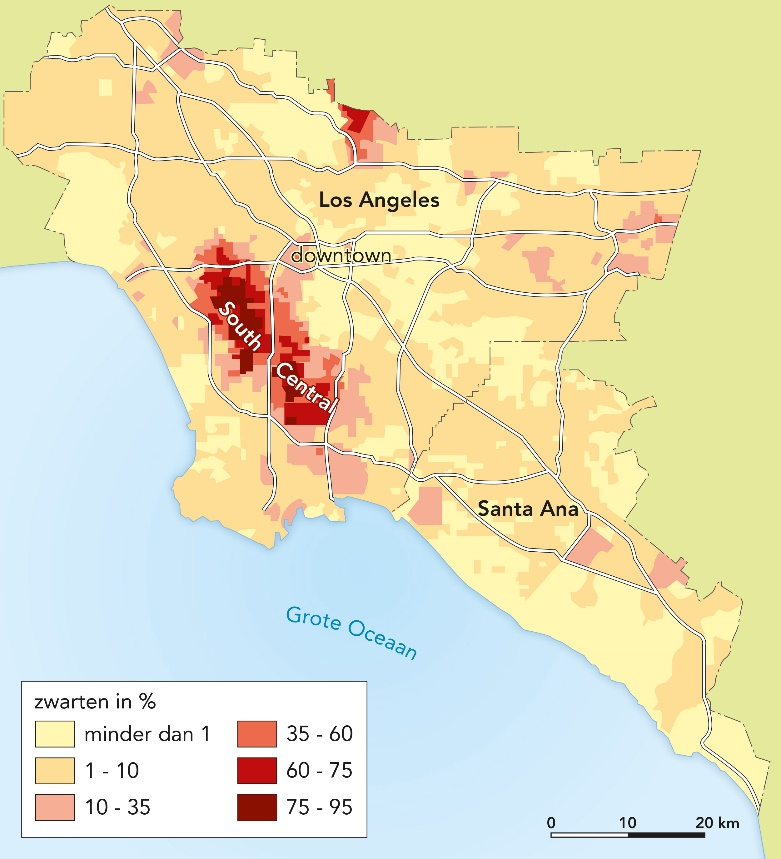 Los Angeles
downtown
South
Central
Santa Ana
Grote Oceaan
zwarten in %
minder dan 1
1 - 10
10 - 35
35 - 60
60 - 75
75 - 95
0 10 20 km